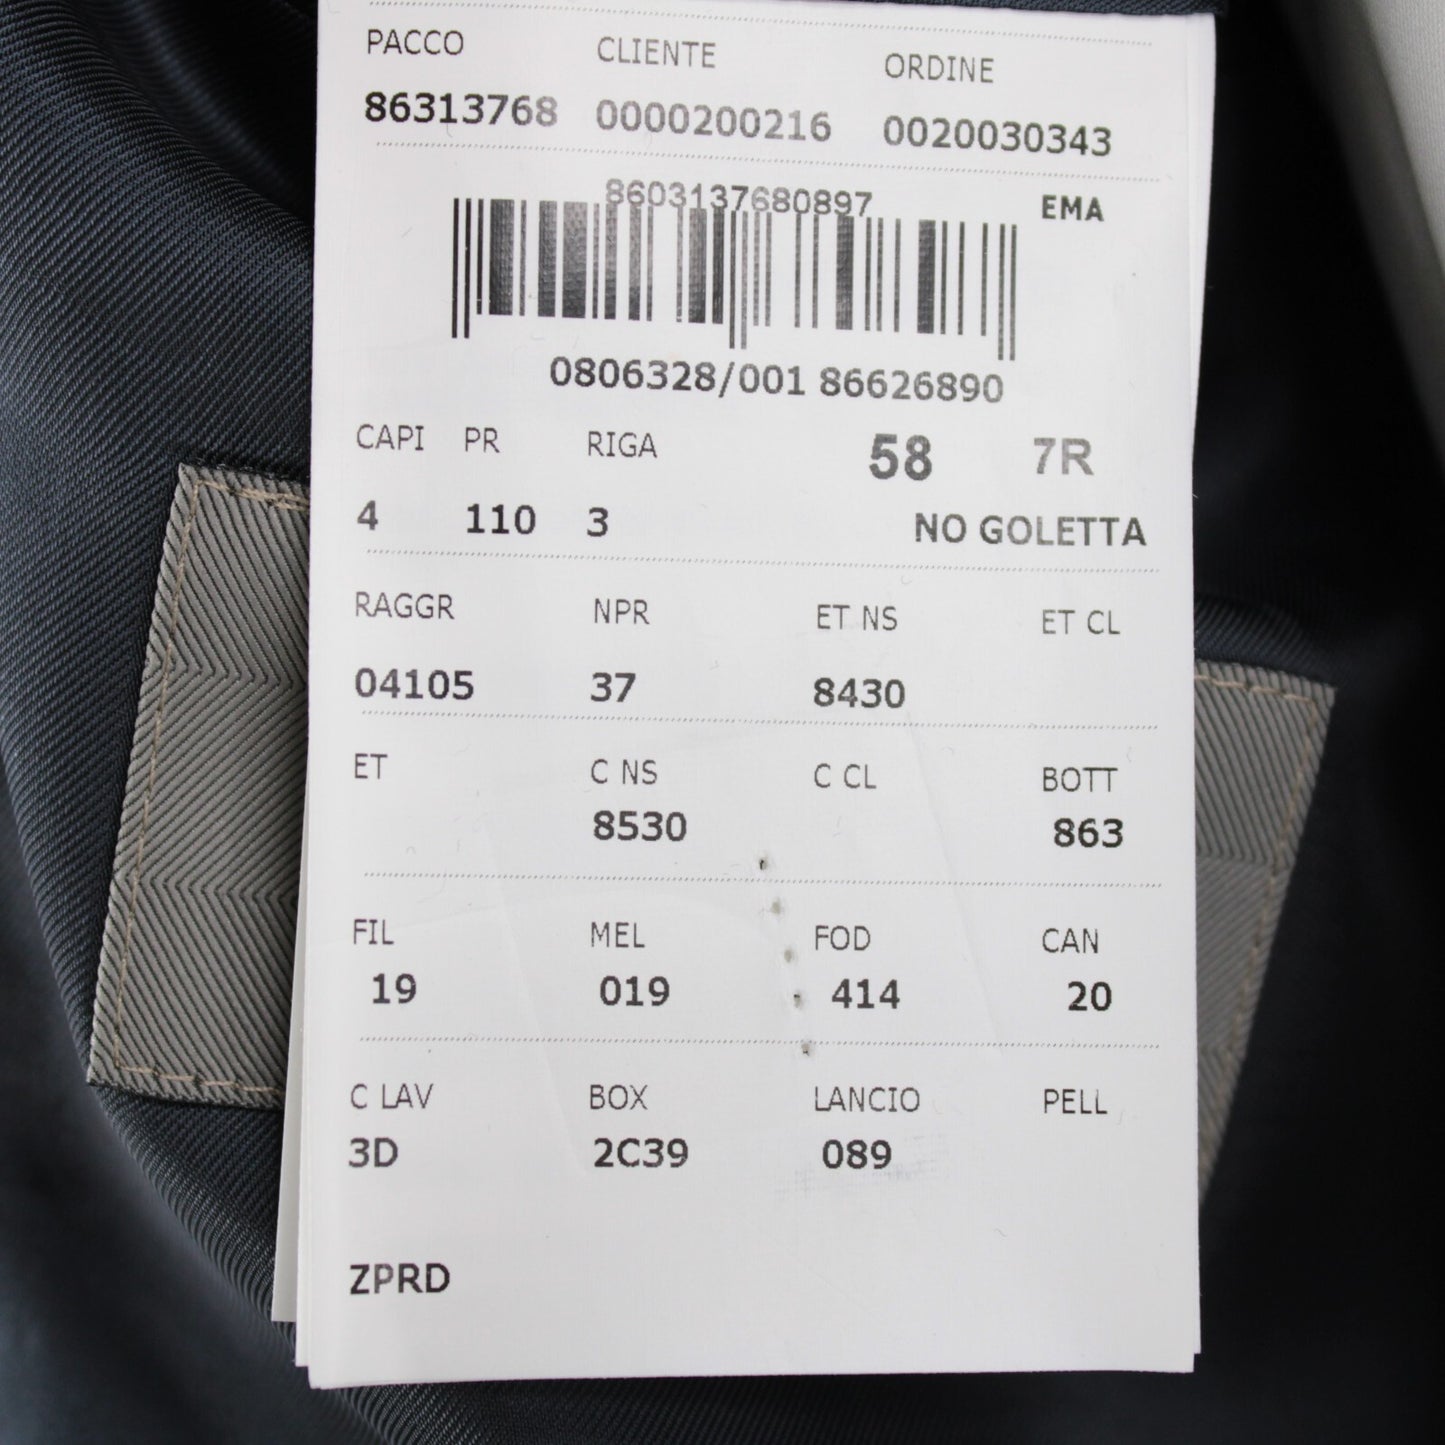 PACCO CLIENTE ORDINE
86313768 0000200216 0020030343
8603137680897 EMA
0806328/001 86626890
CAPI PR RIGA 58 7R
4 110 3 NO GOLETTA
RAGGR NPR ET NS ET CL
04105 37 8430
ET C NS C CL BOTT
8530 863
FIL MEL FOD CAN
19 019 414 20
C LAV BOX LANCIO PELL
3D 2C39 089
ZPRD